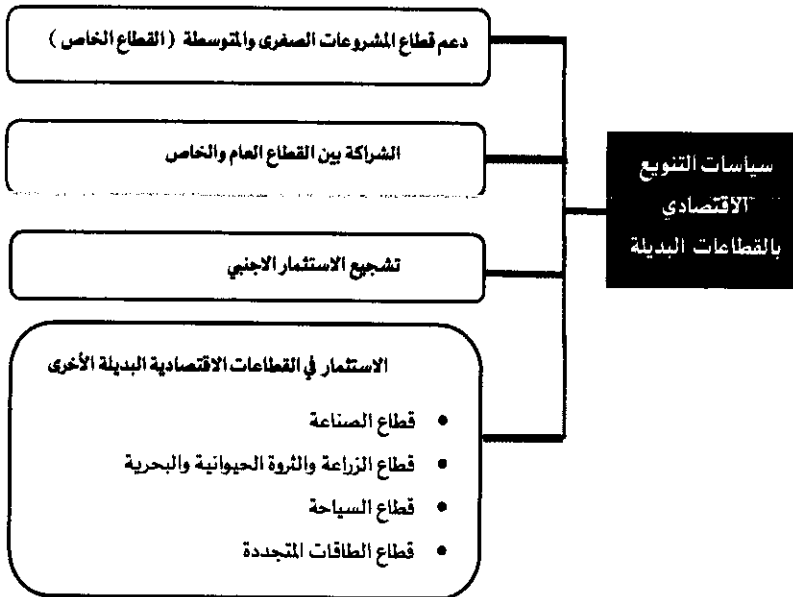 سياسات التنويع
الاقتصادي
بالقطاعات البديلة
دعم قطاع المشروعات الصغرى والمتوسطة ( القطاع الخاص )
الشراكة بين القطاع العام والخاص
تشجيع الاستثمار الاجنبي
الاستثمار في القطاعات الاقتصادية البديلة الأخرى
• قطاع الصناعة
• قطاع الزراعة والثروة الحيوانية والبحرية
• قطاع السياحة
• قطاع الطاقات المتجددة